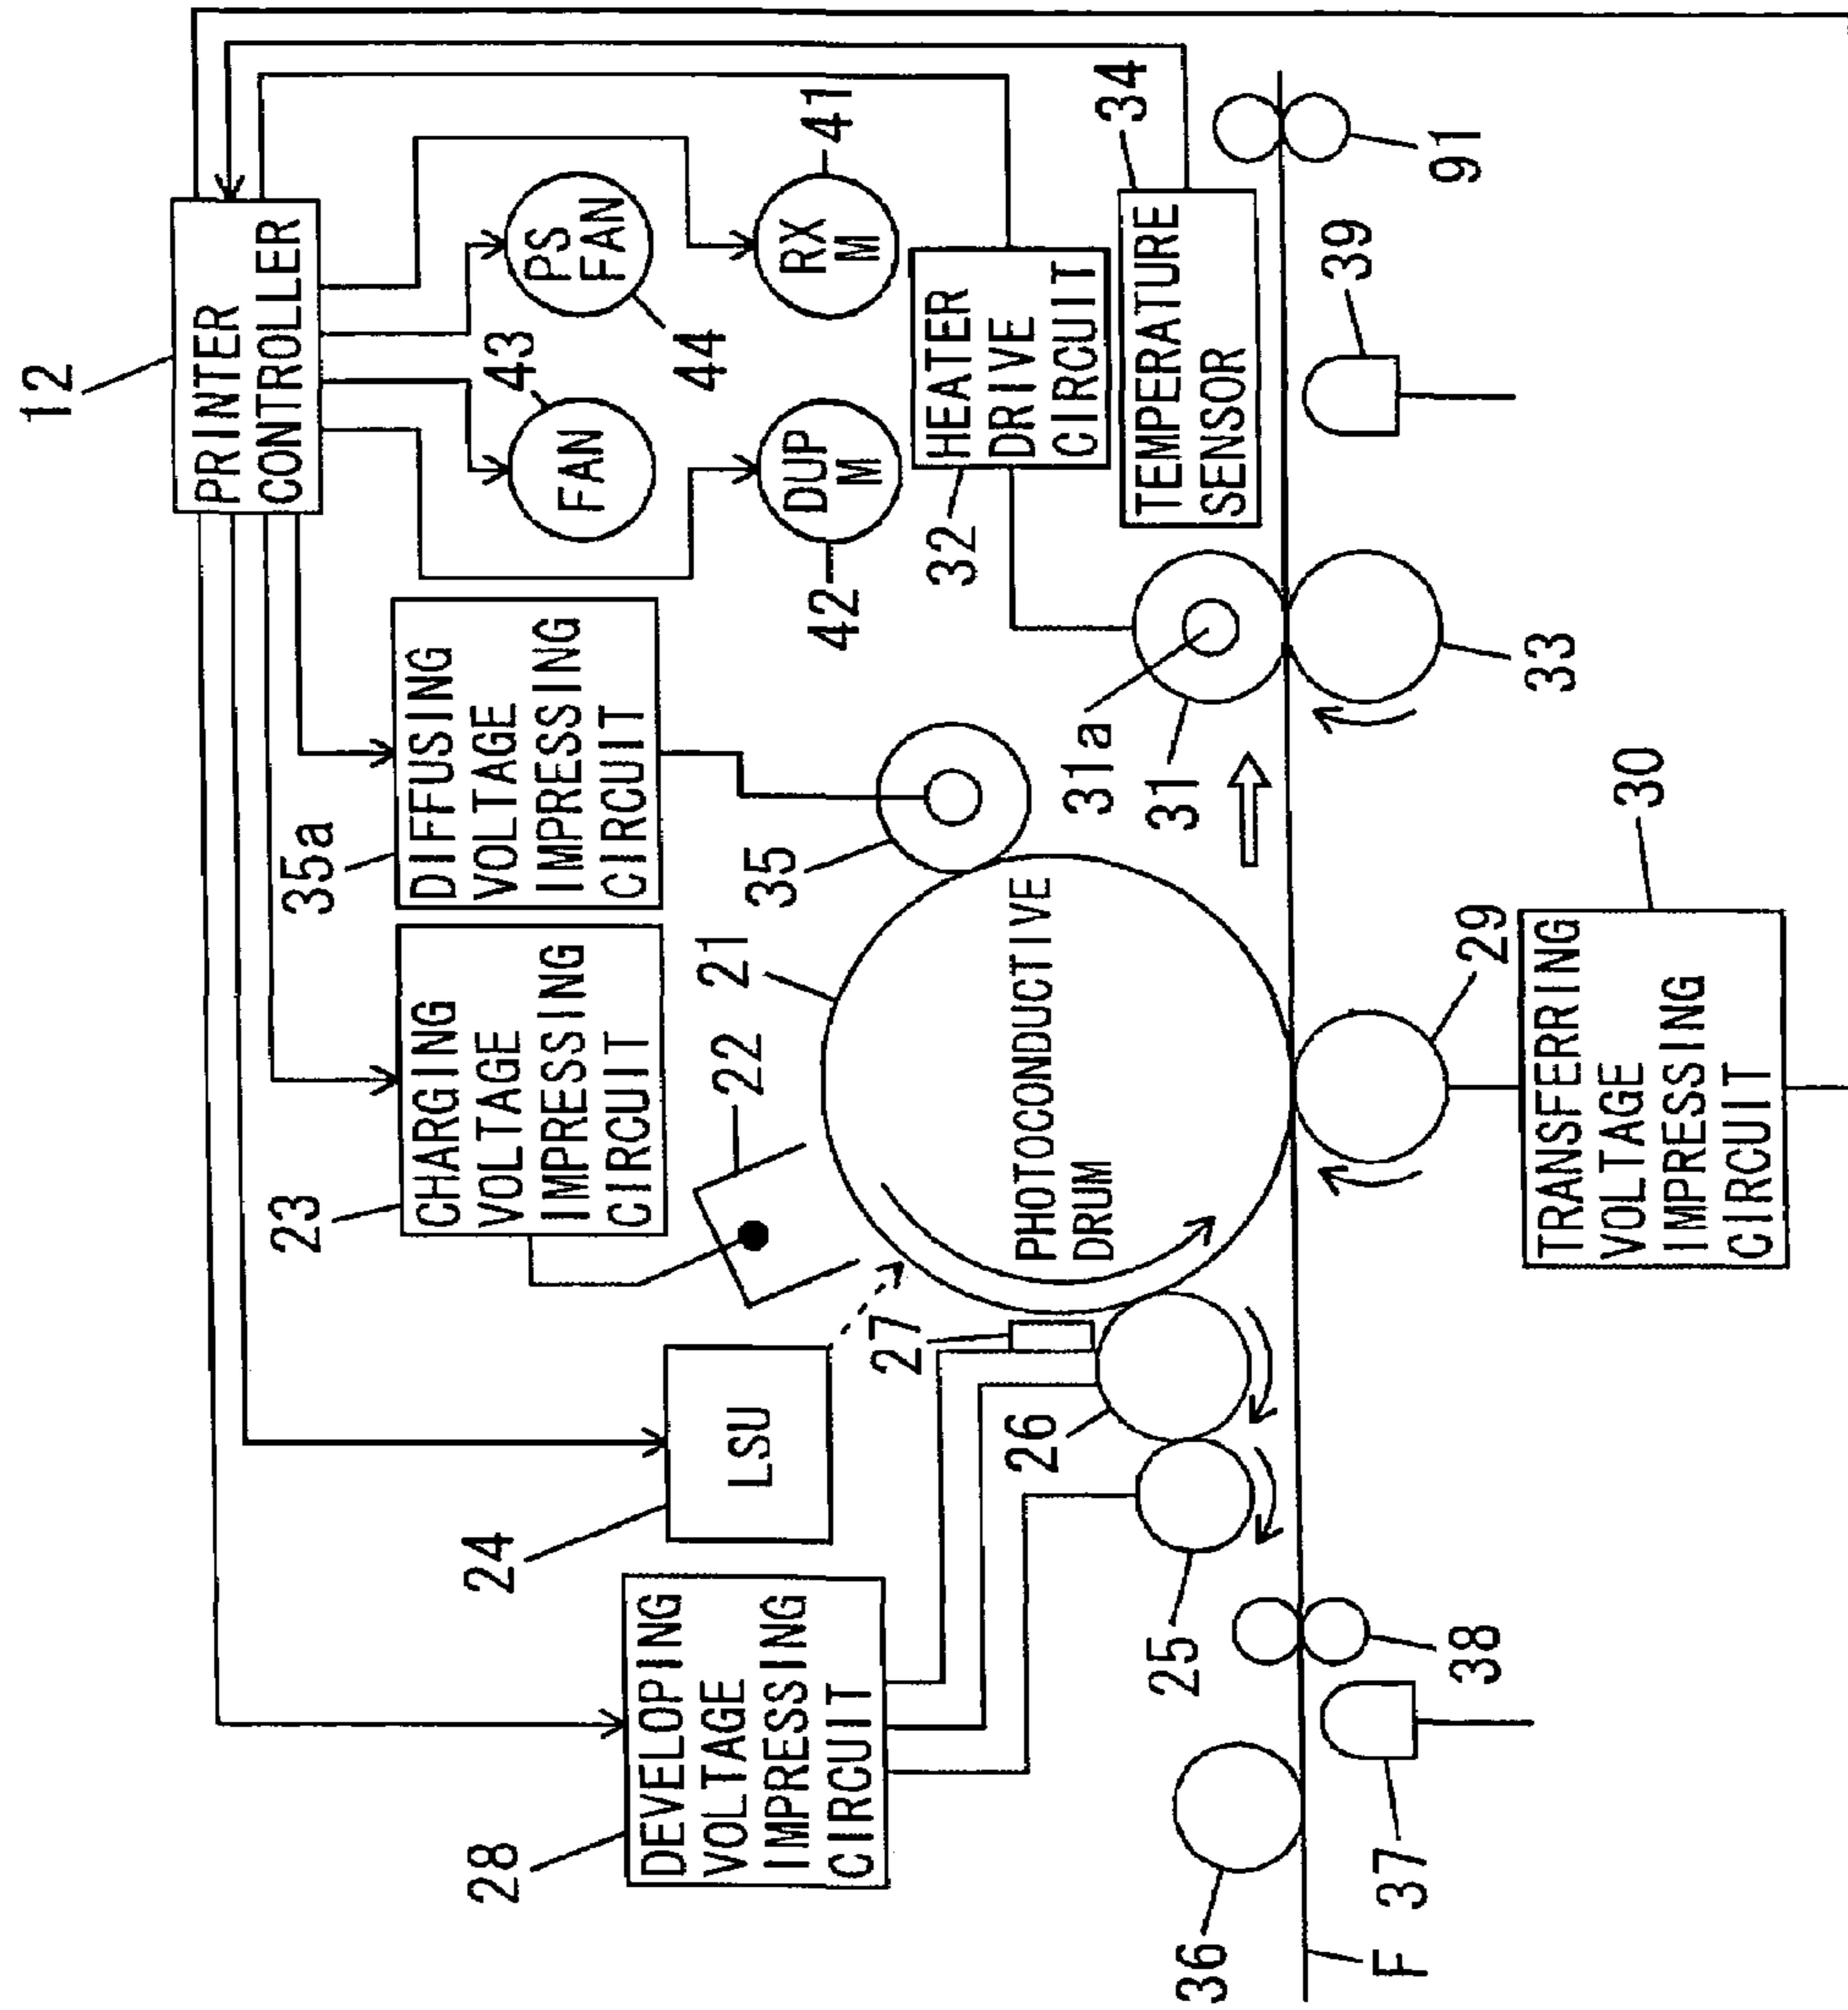 12
PRINTER
CONTROLLER
35a
DIFFUSING
VOLTAGE
IMPRESSING
CIRCUIT
23
CHARGING
VOLTAGE
IMPRESSING
CIRCUIT
24
LSU
28
DEVELOPING
VOLTAGE
IMPRESSING
CIRCUIT
43
FAN
44
PS
FAN
42
DUP
M
41
RX
M
32
HEATER
DRIVE
CIRCUIT
34
TEMPERATURE
SENSOR
22
21
PHOTOCONDUCTIVE
DRUM
35
27
26
25
31a
31
33
36
F
37
38
29
30
TRANSFERRING
VOLTAGE
IMPRESSING
CIRCUIT
39
91